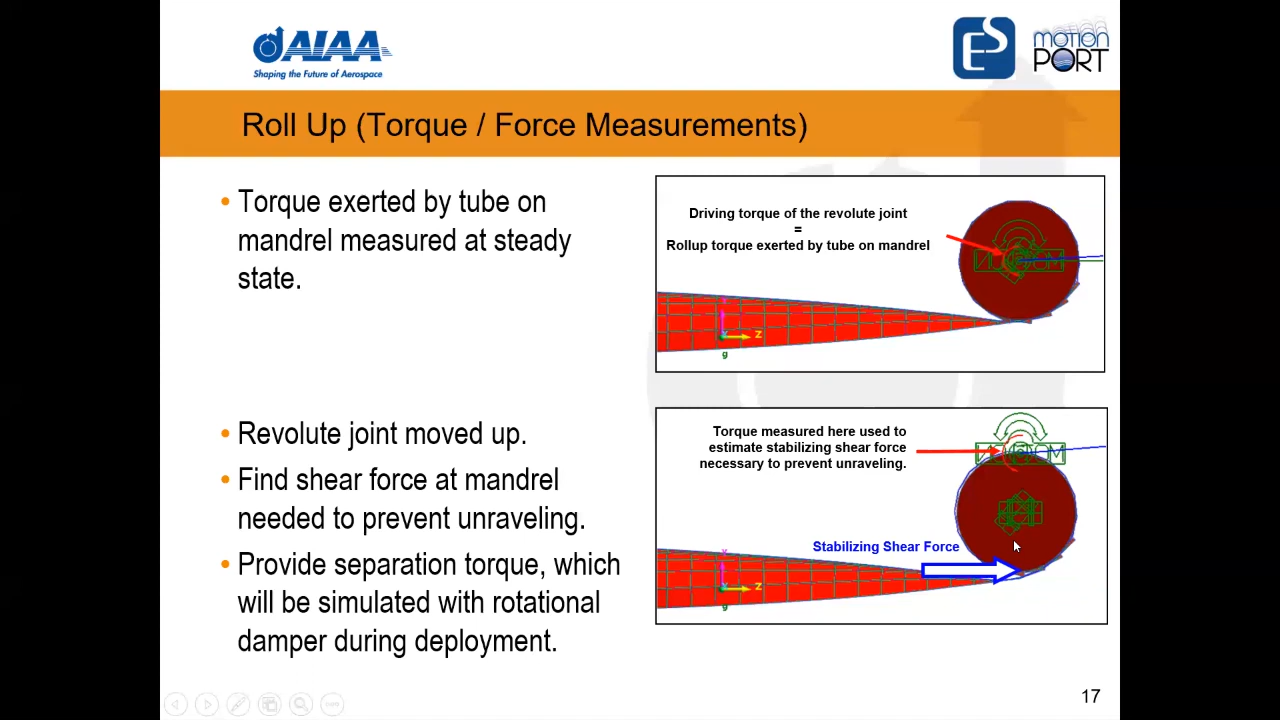 AIAA
Shaping the Future of Aerospace
ES
motion
PORT
Roll Up (Torque / Force Measurements)
• Torque exerted by tube on
mandrel measured at steady
state.
Driving torque of the revolute joint
=
Rollup torque exerted by tube on mandrel
Z
g
• Revolute joint moved up.
• Find shear force at mandrel
needed to prevent unraveling.
• Provide separation torque, which
will be simulated with rotational
damper during deployment.
Torque measured here used to
estimate stabilizing shear force
necessary to prevent unraveling.
Stabilizing Shear Force
Y
Z
g
17